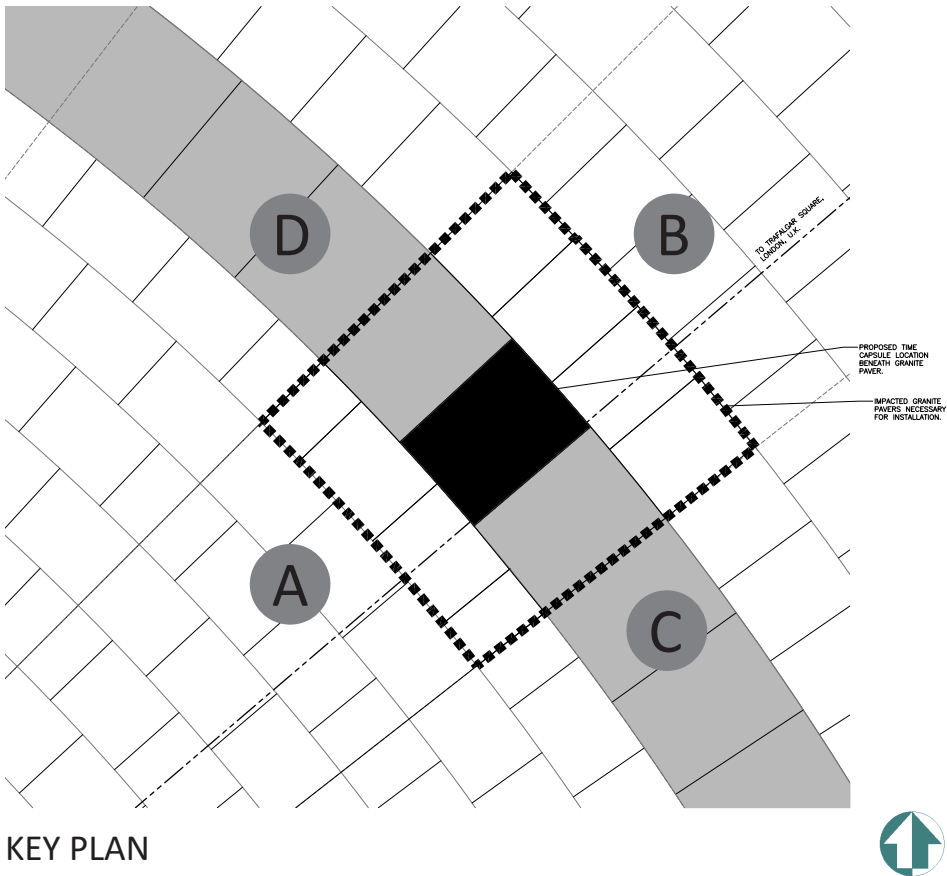 D
B
TO TRAFALGAR SQUARE,
LONDON, U.K.
PROPOSED TIME
CAPSULE LOCATION
BENEATH GRANITE
PAVER.
IMPACTED GRANITE
PAVERS NECESSARY
FOR INSTALLATION.
A
C
KEY PLAN